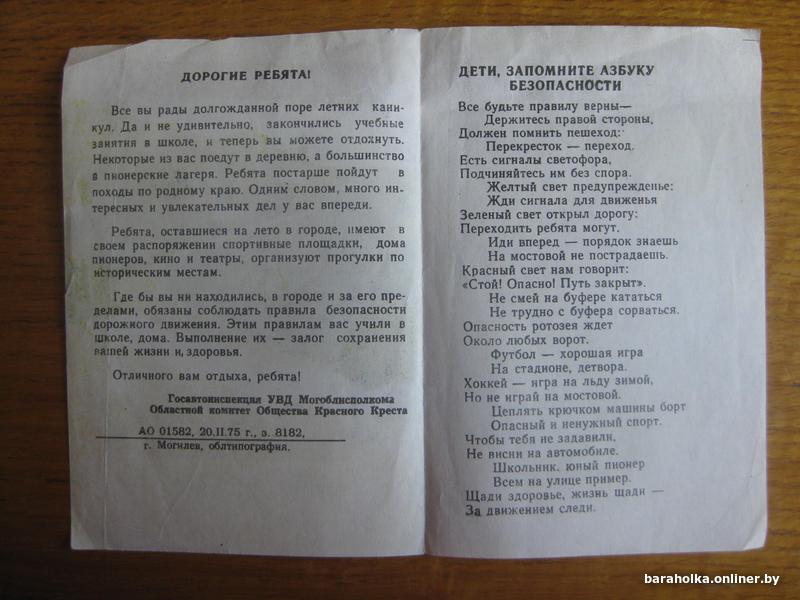 ДОРОГИЕ РЕБЯТА!
Все вы рады долгожданной поре летних кани-
кул. Да и не удивительно, закончились учебные
занятия в школе, и теперь вы можете отдохнуть.
Некоторые из вас поедут в деревню, а большинство
в пионерские лагеря. Ребята постарше пойдут в
походы по родному краю. Одним словом, много ин-
тересных и увлекательных дел у вас впереди.
Ребята, оставшиеся на лето в городе, имеют в
своем распоряжении спортивные площадки, дома
пионеров, кино и театры, организуют прогулки по
историческим местам.
Где бы вы ни находились, в городе и за его пре-
делами, обязаны соблюдать правила безопасности
дорожного движения. Этим правилам вас учили в
школе, дома. Выполнение их — залог сохранения
вашей жизни и, здоровья.
Отличного вам отдыха, ребята!
Госавтоинспекция УВД Могоблисполкома
Областной комитет Общества Красного Креста
АО 01582, 20.II.75 г., з. 8182,
г. Могилев, облтипография.
ДЕТИ, ЗАПОМНИТЕ АЗБУКУ
БЕЗОПАСНОСТИ
Все будьте правилу верны—
Держитесь правой стороны,
Должен помнить пешеход:
Перекресток — переход.
Есть сигналы светофора,
Подчиняйтесь им без спора.
Желтый свет предупрежденье:
Жди сигнала для движенья
Зеленый свет открыл дорогу:
Переходить ребята могут.
Иди вперед — порядок знаешь
На мостовой не пострадаешь.
Красный свет нам говорит:
«Стой! Опасно! Путь закрыт».
Не смей на буфере кататься
Не трудно с буфера сорваться.
Опасность ротозея ждет
Около любых ворот.
Футбол — хорошая игра
На стадионе, детвора.
Хоккей — игра на льду зимой,
Но не играй на мостовой.
Цеплять крючком машины борт
Опасный и ненужный спорт.
Чтобы тебя не задавили,
Не висни на автомобиле.
Школьник, юный пионер
Всем на улице пример.
Щади здоровье, жизнь щади —
За движением следи.
baraholka.onliner.by